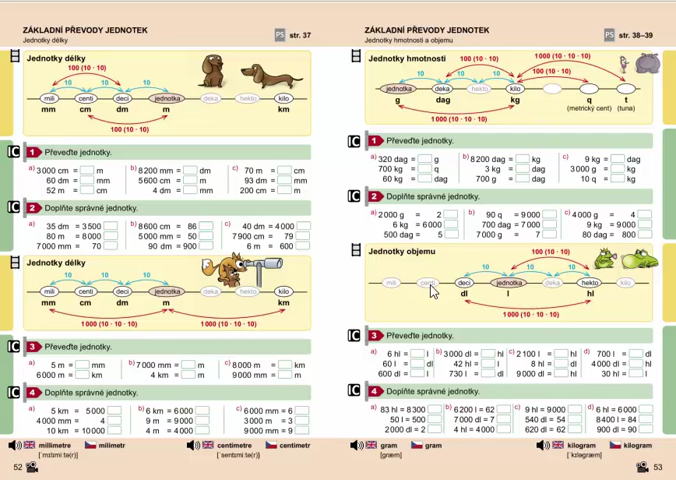 ZÁKLADNÍ PŘEVODY JEDNOTEK
Jednotky délky
PS str. 37
Jednotky délky
100 (10 · 10)
10 10 10
mili centi deci jednotka deka hekto kilo
mm cm dm m km
100 (10 · 10)
1 Převeďte jednotky.
a) 3 000 cm = m b) 8 200 mm = dm c) 70 m = cm
60 dm = mm 5 600 cm = m 93 dm = mm
52 m = cm 4 dm = mm 200 cm = m
2 Doplňte správné jednotky.
a) 35 dm = 3 500 b) 8 600 cm = 86 c) 40 dm = 4 000
80 m = 8 000 5 000 mm = 50 7 900 cm = 79
7 000 mm = 70 90 dm = 900 6 m = 600
Jednotky délky
10 10 10
mili centi deci jednotka deka hekto kilo
mm cm dm m km
1 000 (10 · 10 · 10) 1 000 (10 · 10 · 10)
3 Převeďte jednotky.
a) 5 m = mm b) 7 000 mm = m c) 8 000 m = km
6 000 m = km 4 km = m 9 000 mm = m
4 Doplňte správné jednotky.
a) 5 km = 5 000 b) 6 km = 6 000 c) 6 000 mm = 6
4 000 mm = 4 9 m = 9 000 3 000 m = 3
10 km = 10 000 4 m = 4 000 9 000 mm = 9
millimetre milimetr centimetre centimetr
52
ZÁKLADNÍ PŘEVODY JEDNOTEK
Jednotky hmotnosti a objemu
PS str. 38–39
Jednotky hmotnosti
100 (10 · 10) 1 000 (10 · 10 · 10)
10 10 10 100 (10 · 10)
jednotka deka hekto kilo
g dag kg q t
(metrický cent) (tuna)
1 000 (10 · 10 · 10)
1 Převeďte jednotky.
a) 320 dag = g b) 8 200 dag = kg c) 9 kg = dag
700 kg = q 3 kg = dag 3 000 g = kg
60 kg = dag 700 g = dag 10 q = kg
2 Doplňte správné jednotky.
a) 2 000 g = 2 b) 90 q = 9 000 c) 4 000 g = 4
6 kg = 6 000 700 dag = 7 000 9 kg = 9 000
500 dag = 5 7 000 g = 7 80 dag = 800
Jednotky objemu
100 (10 · 10)
10 10 10
mili centi deci jednotka deka hekto kilo
dl l hl
1 000 (10 · 10 · 10)
3 Převeďte jednotky.
a) 6 hl = l b) 3 000 dl = hl c) 2 100 l = hl d) 700 l = dl
60 l = dl 42 hl = l 8 hl = dl 4 000 dl = hl
600 dl = l 730 l = dl 9 000 dl = hl 30 hl = l
4 Doplňte správné jednotky.
a) 83 hl = 8 300 b) 6 200 l = 62 c) 9 hl = 9 000 d) 6 hl = 6 000
50 l = 500 7 000 dl = 7 540 dl = 54 8 400 l = 84
2 000 dl = 2 4 hl = 4 000 620 dl = 62 900 dl = 90
gram gram kilogram kilogram
[græm]
53